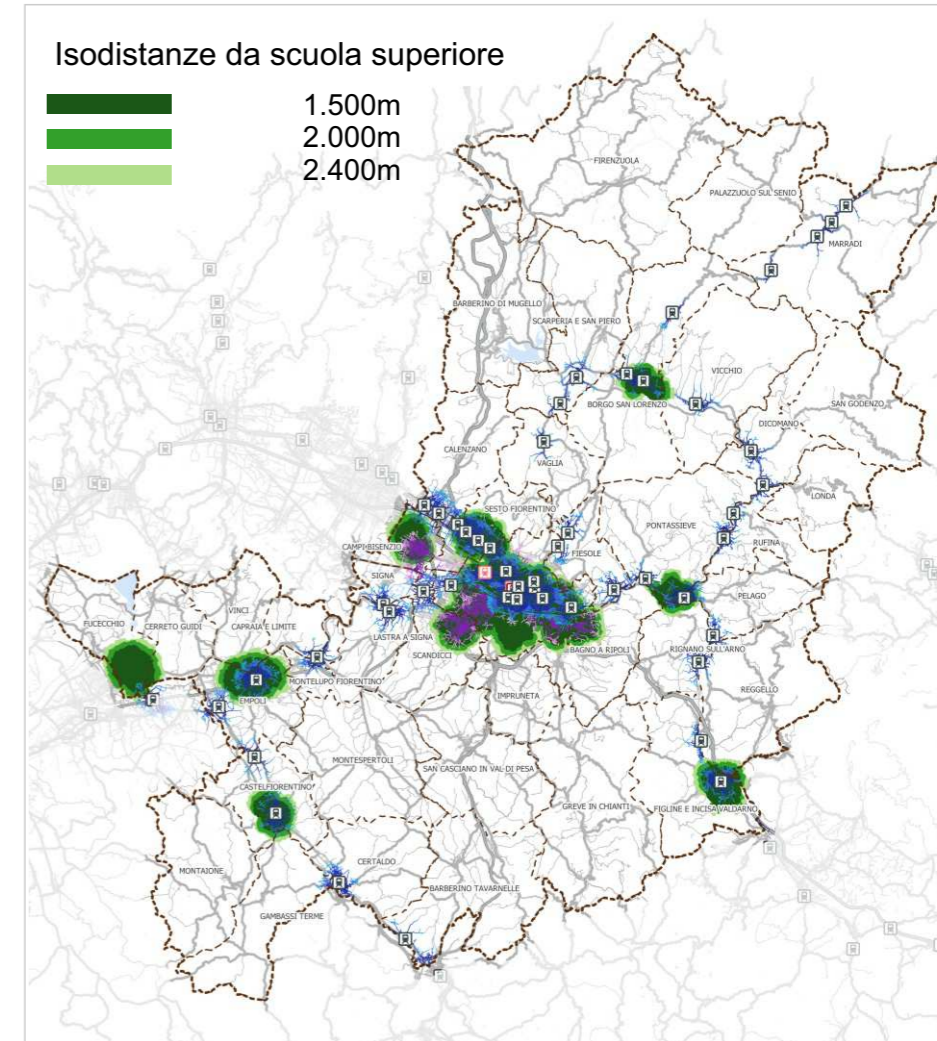 Isodistanze da scuola superiore
1.500m
2.000m
2.400m
FIRENZUOLA
PALAZZUOLO SUL SENIO
MARRADI
BARBERINO DI MUGELLO
SCARPERIA E SAN PIERO
VICCHIO
BORGO SAN LORENZO
SAN GODENZO
DICOMANO
CALENZANO
VAGLIA
LONDA
SESTO FIORENTINO
PONTASSIEVE
RUFINA
CAMPI BISENZIO
FIESOLE
SIGNA
PELAGO
VINCI
FUCECCHIO
CERRETO GUIDI
CAPRAIA E LIMITE
LASTRA A SIGNA
SCANDICCI
BAGNO A RIPOLI
RIGNANO SULL'ARNO
MONTELUPO FIORENTINO
REGGELLO
EMPOLI
IMPRUNETA
MONTESPERTOLI
SAN CASCIANO IN VAL DI PESA
CASTELFIORENTINO
GREVE IN CHIANTI
FIGLINE E INCISA VALDARNO
CERTALDO
MONTAIONE
BARBERINO TAVARNELLE
GAMBASSI TERME